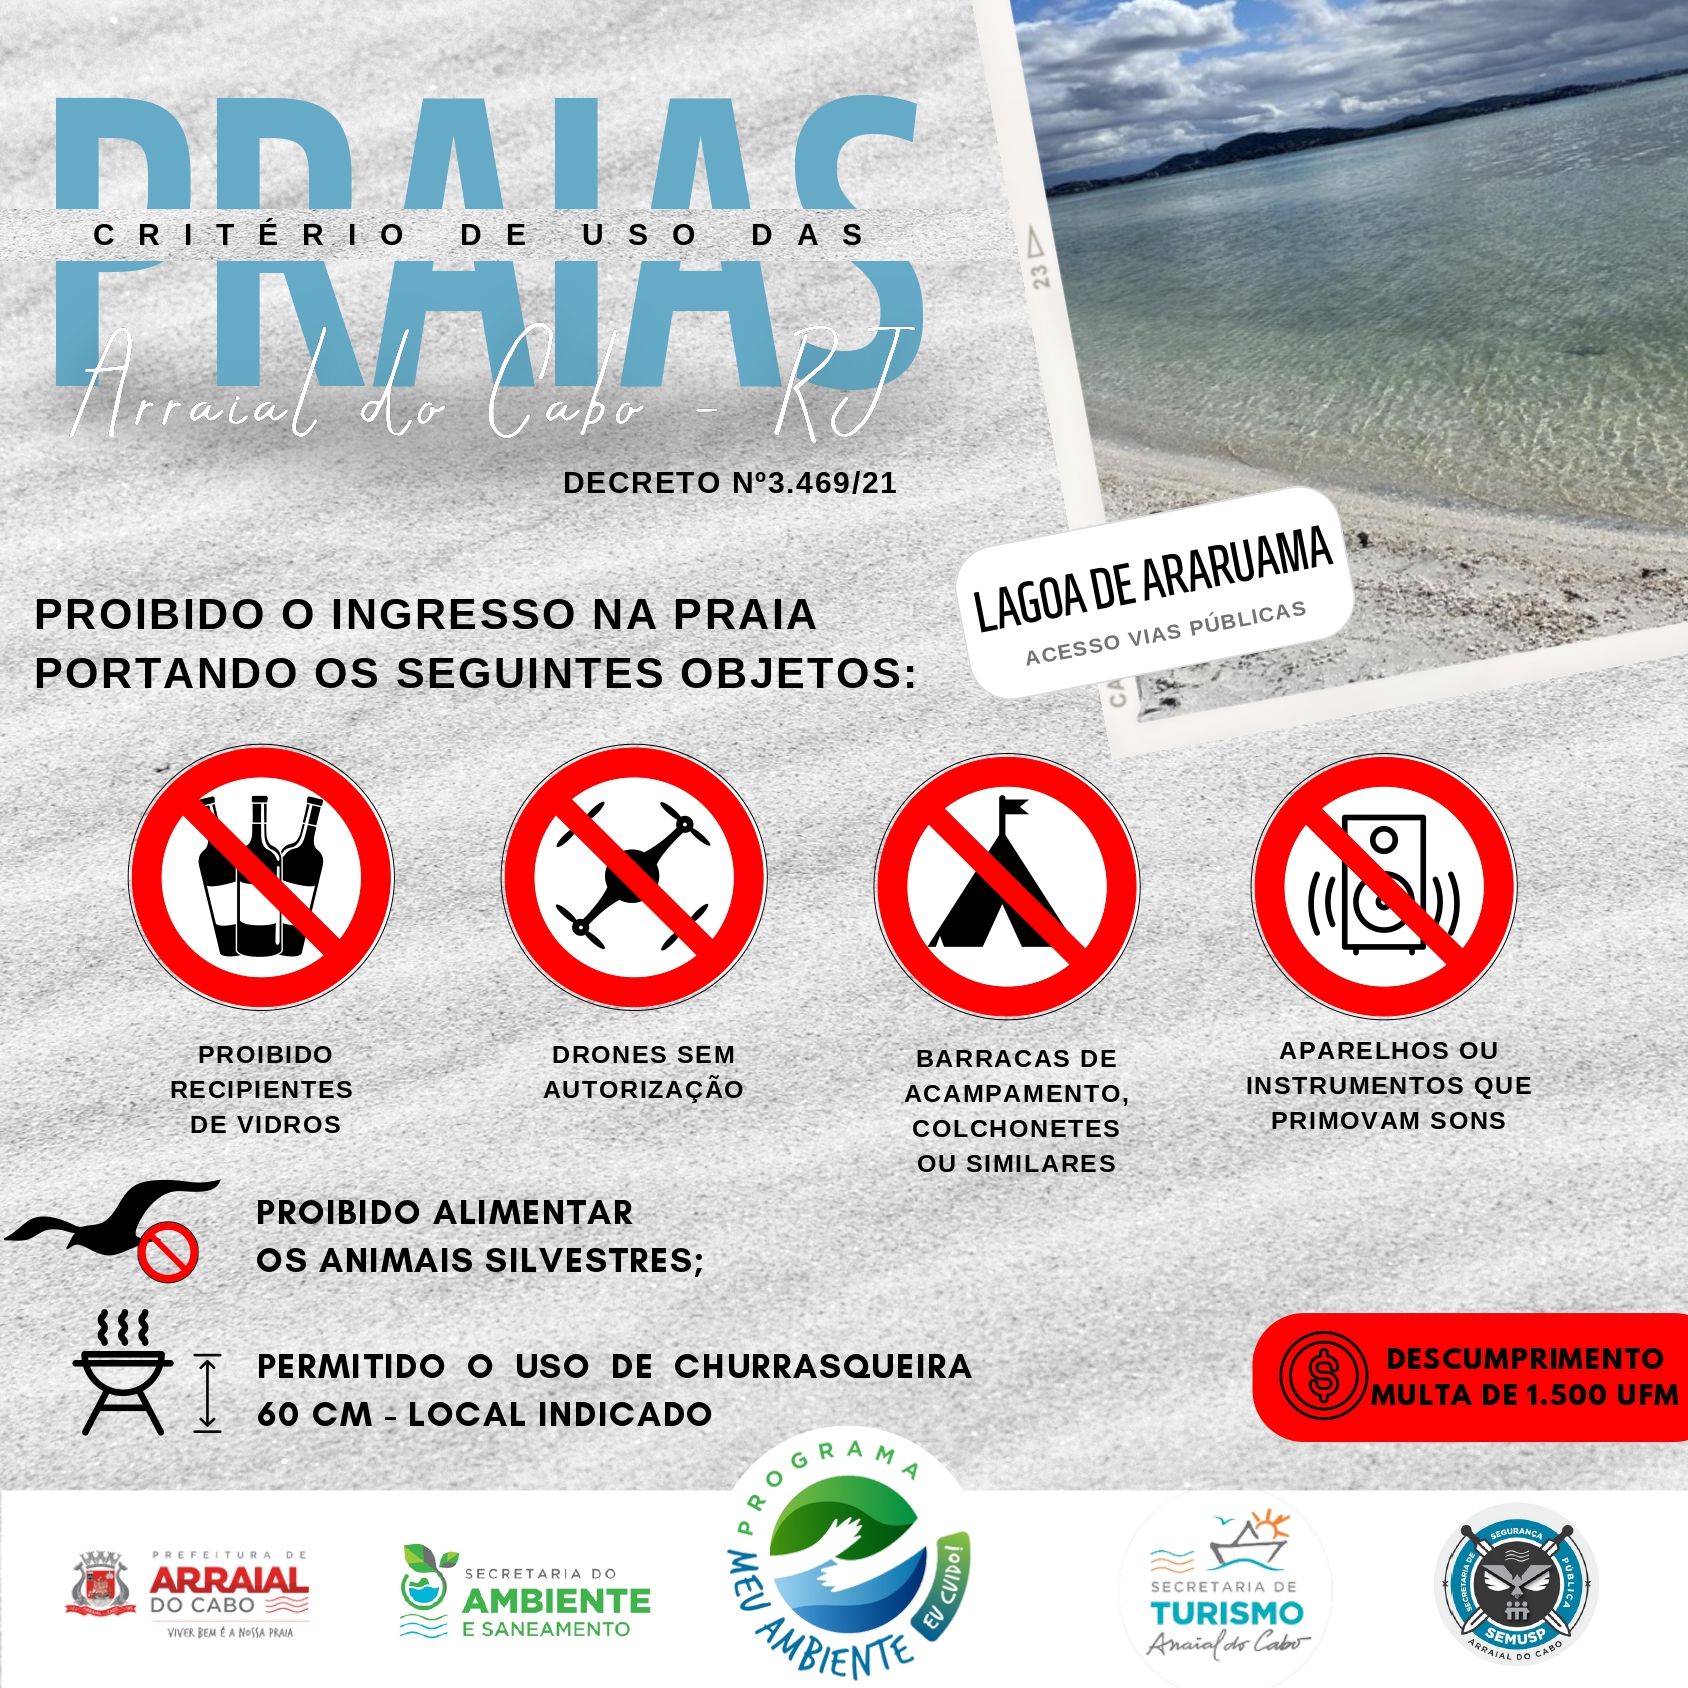 PRAIAS
CRITÉRIO DE USO DAS
Arraial do Cabo - RJ
DECRETO Nº3.469/21
23
LAGOA DE ARARUAMA
ACESSO VIAS PÚBLICAS
CA
PROIBIDO O INGRESSO NA PRAIA
PORTANDO OS SEGUINTES OBJETOS:
PROIBIDO
RECIPIENTES
DE VIDROS
DRONES SEM
AUTORIZAÇÃO
BARRACAS DE
ACAMPAMENTO,
COLCHONETES
OU SIMILARES
APARELHOS OU
INSTRUMENTOS QUE
PRIMOVAM SONS
PROIBIDO ALIMENTAR
OS ANIMAIS SILVESTRES;
PERMITIDO O USO DE CHURRASQUEIRA
60 CM - LOCAL INDICADO
$
DESCUMPRIMENTO
MULTA DE 1.500 UFM
PREFEITURA DE
ARRAIAL
DO CABO
VIVER BEM É A NOSSA PRAIA
SECRETARIA DO
AMBIENTE
E SANEAMENTO
PROGRAMA
MEU AMBIENTE
EU CUIDO!
SECRETARIA DE
TURISMO
Arraial do Cabo
SECRETARIA DE
SEGURANÇA
PÚBLICA
SEMUSP
ARRAIAL DO CABO